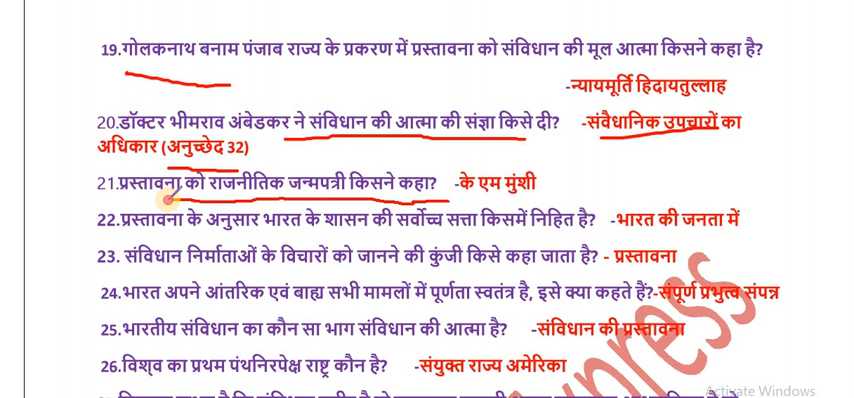 19.गोलकनाथ बनाम पंजाब राज्य के प्रकरण में प्रस्तावना को संविधान की मूल आत्मा किसने कहा है?
-न्यायमूर्ति हिदायतुल्लाह
20.डॉक्टर भीमराव अंबेडकर ने संविधान की आत्मा की संज्ञा किसे दी? -संवैधानिक उपचारों का
अधिकार (अनुच्छेद 32)
21.प्रस्तावना को राजनीतिक जन्मपत्री किसने कहा? -के एम मुंशी
22.प्रस्तावना के अनुसार भारत के शासन की सर्वोच्च सत्ता किसमें निहित है? -भारत की जनता में
23. संविधान निर्माताओं के विचारों को जानने की कुंजी किसे कहा जाता है? - प्रस्तावना
24.भारत अपने आंतरिक एवं बाह्य सभी मामलों में पूर्णता स्वतंत्र है, इसे क्या कहते हैं?-संपूर्ण प्रभुत्व संपन्न
25.भारतीय संविधान का कौन सा भाग संविधान की आत्मा है? -संविधान की प्रस्तावना
26.विश्व का प्रथम पंथनिरपेक्ष राष्ट्र कौन है? -संयुक्त राज्य अमेरिका
Activate Windows